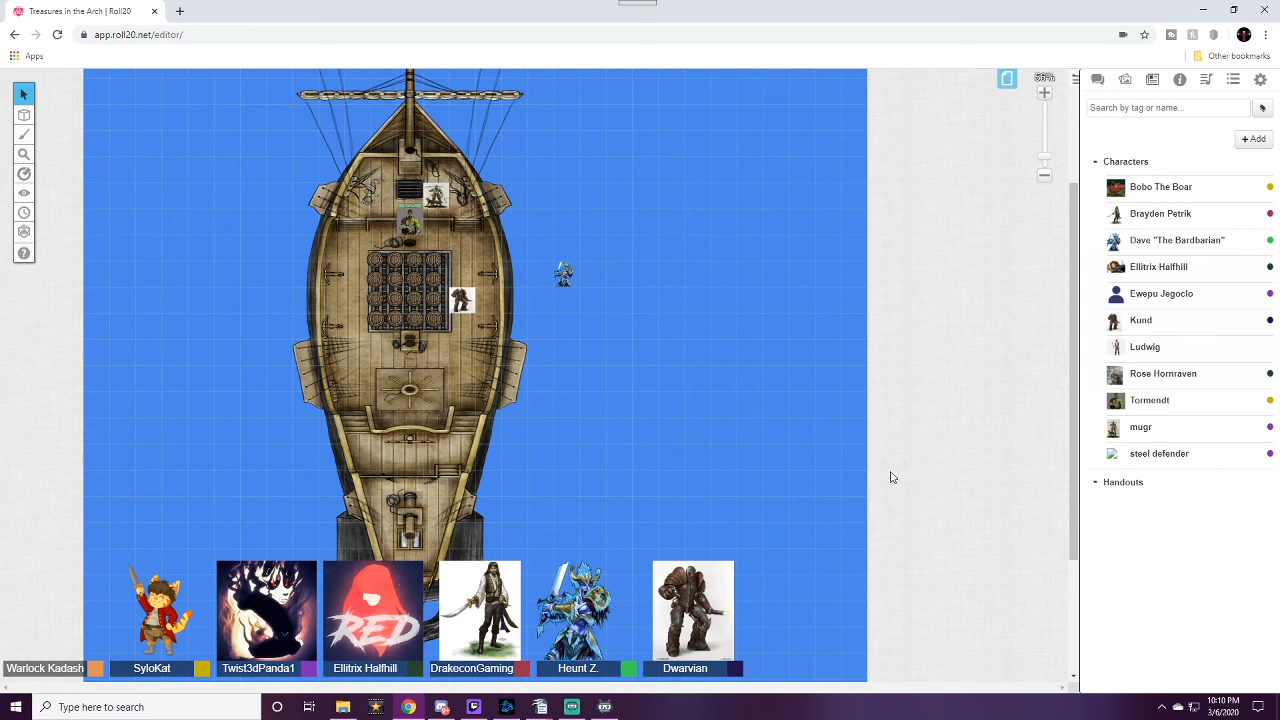 Treasures in the Arch | Roll20
app.roll20.net/editor/
Apps
Other bookmarks
Search by tag or name...
+ Add
Characters
Bobo The Boar
Dave "The Bardbarian"
Ellitrix Halfhill
Ewepu Jegoclo
Kund
Ludwig
Rose Hornraven
Tormendt
mugr
steel defender
Handouts
RED
Warlock Kadash
SyloKat
Twist3dPanda1
Ellitrix Halfhill
DrakeconGaming
Heunt Z.
Dwarvian
Type here to search
10:10 PM
3/6/2020